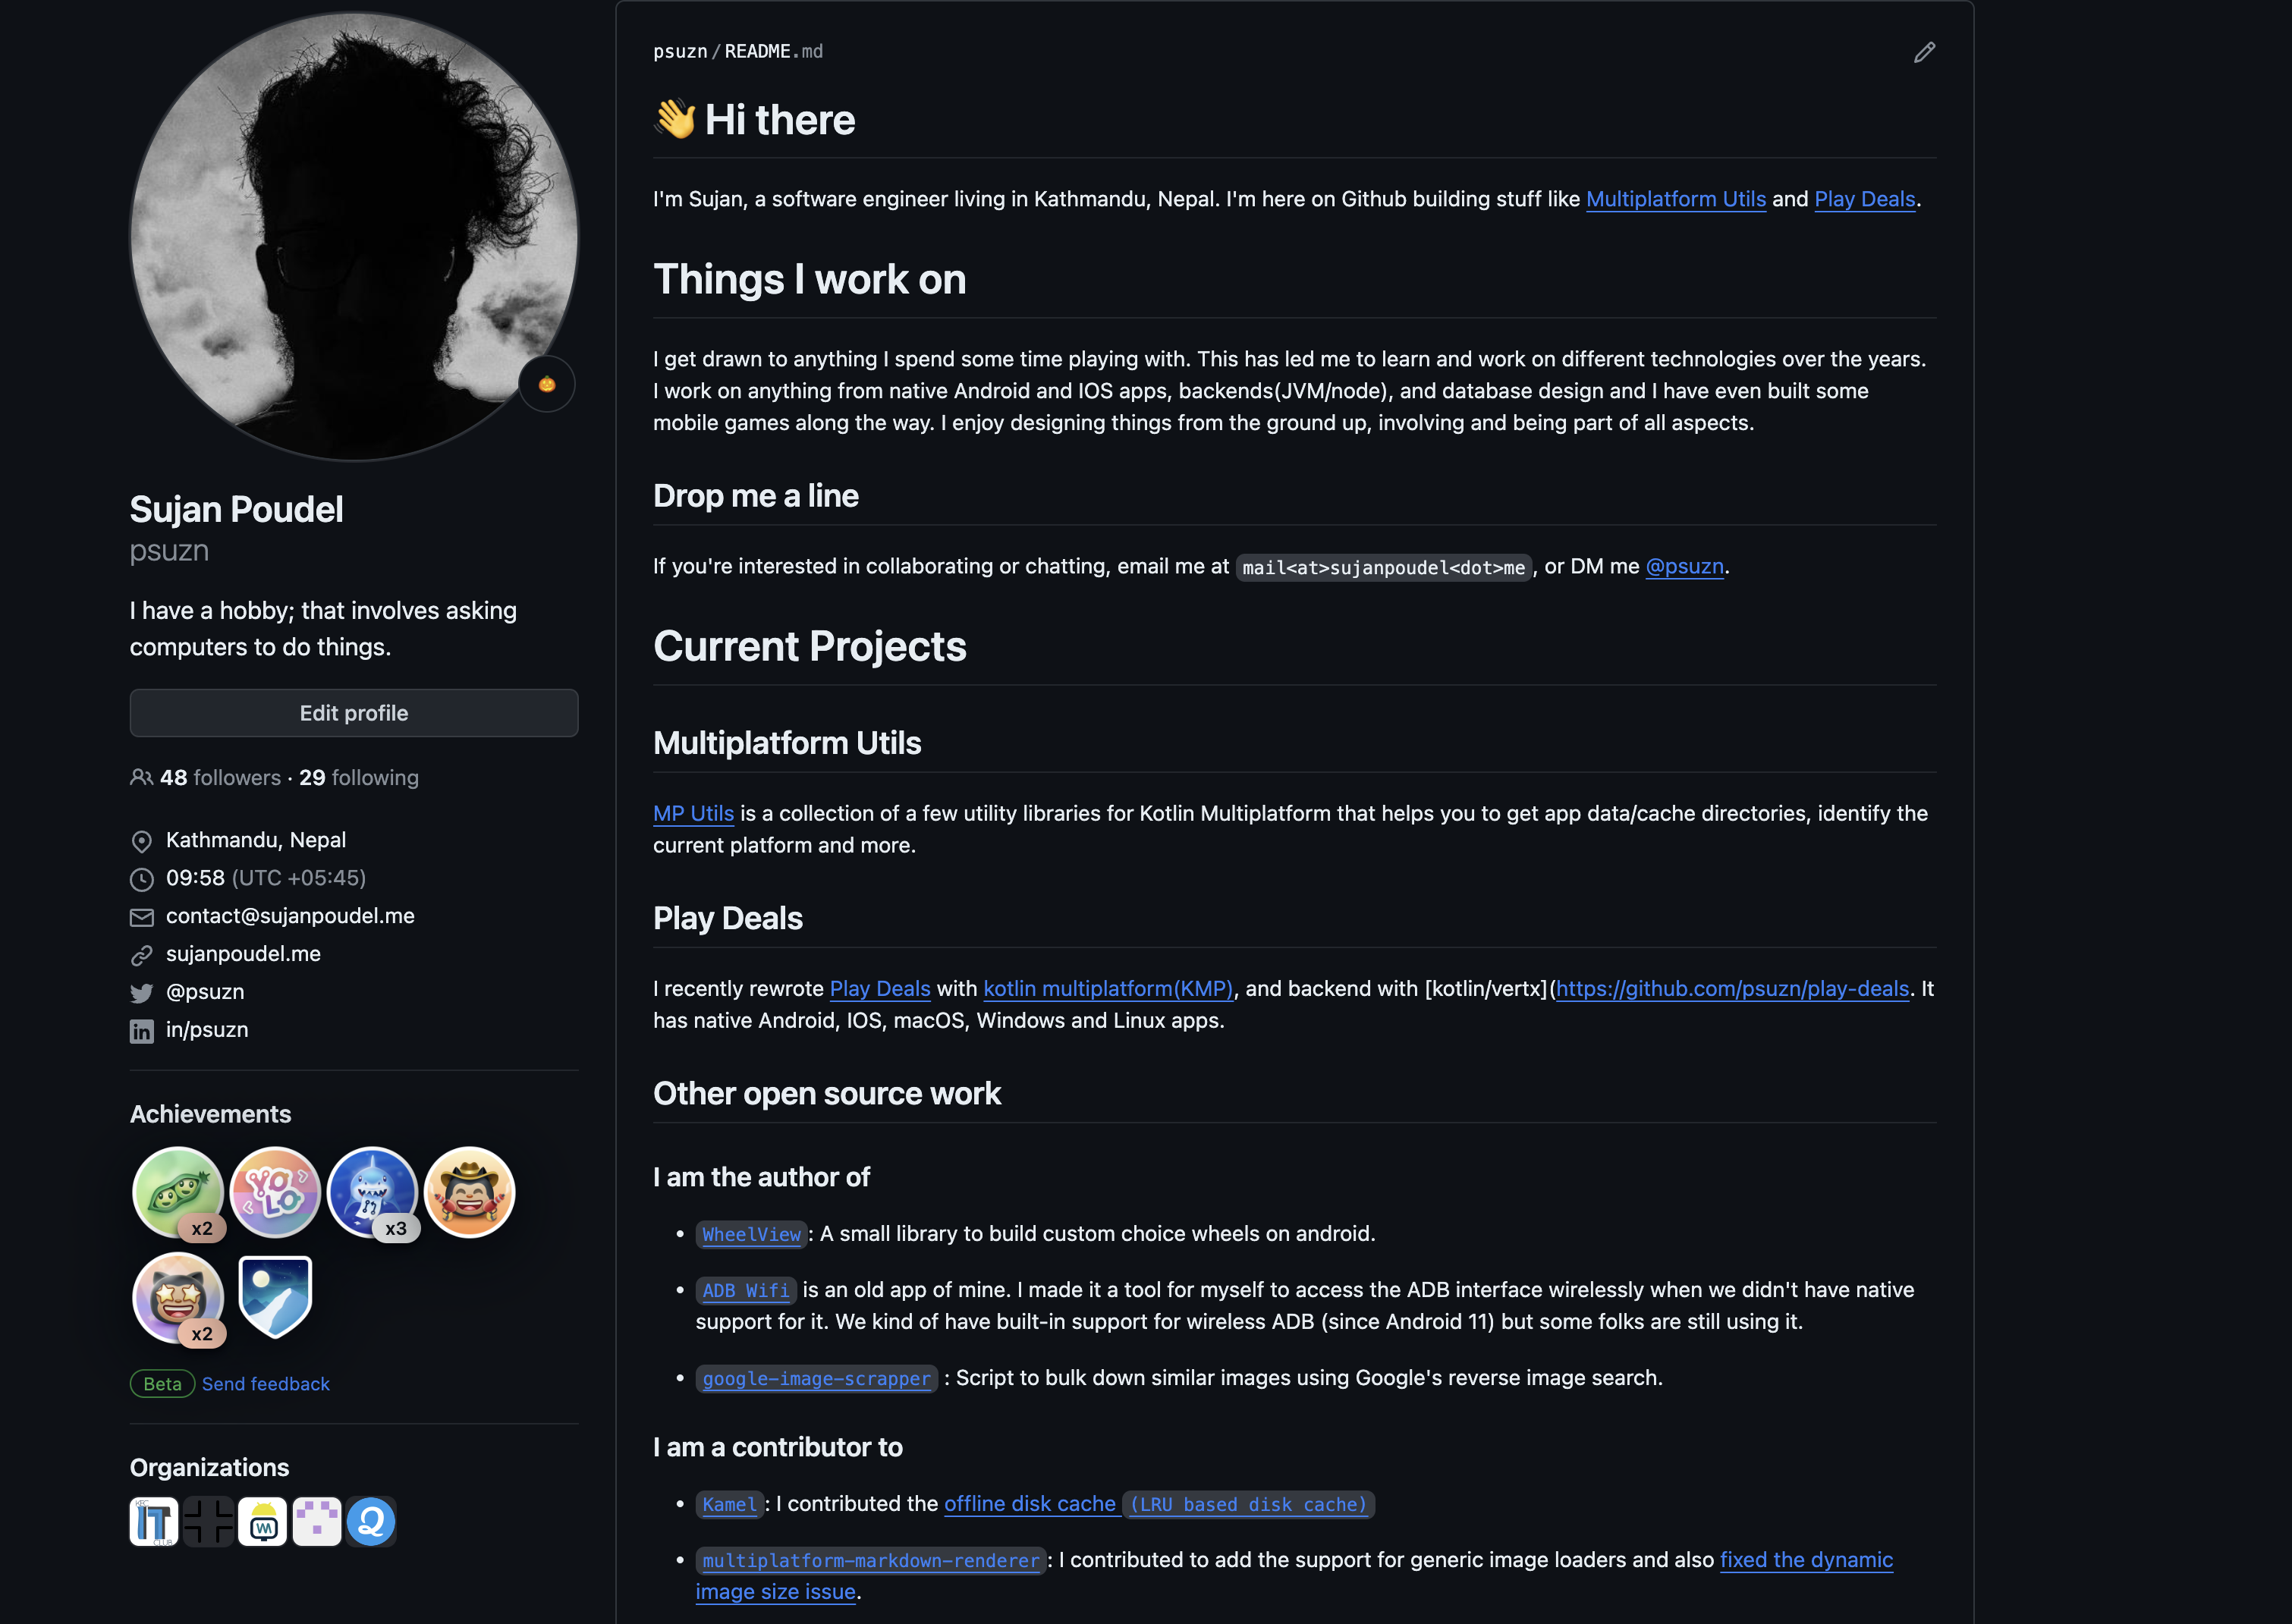 Sujan Poudel
psuzn
I have a hobby; that involves asking
computers to do things.
Edit profile
48 followers · 29 following
Kathmandu, Nepal
09:58 (UTC +05:45)
contact@sujanpoudel.me
sujanpoudel.me
@psuzn
in/psuzn
Achievements
x2
YOLO
x3
x2
Beta Send feedback
Organizations
IT
CLUB
psuzn/README.md
👋 Hi there
I'm Sujan, a software engineer living in Kathmandu, Nepal. I'm here on Github building stuff like Multiplatform Utils and Play Deals.
Things I work on
I get drawn to anything I spend some time playing with. This has led me to learn and work on different technologies over the years.
I work on anything from native Android and IOS apps, backends(JVM/node), and database design and I have even built some
mobile games along the way. I enjoy designing things from the ground up, involving and being part of all aspects.
Drop me a line
If you're interested in collaborating or chatting, email me at mail<at>sujanpoudel<dot>me, or DM me @psuzn.
Current Projects
Multiplatform Utils
MP Utils is a collection of a few utility libraries for Kotlin Multiplatform that helps you to get app data/cache directories, identify the
current platform and more.
Play Deals
I recently rewrote Play Deals with kotlin multiplatform(KMP), and backend with [kotlin/vertx](https://github.com/psuzn/play-deals. It
has native Android, IOS, macOS, Windows and Linux apps.
Other open source work
I am the author of
• WheelView: A small library to build custom choice wheels on android.
• ADB Wifi is an old app of mine. I made it a tool for myself to access the ADB interface wirelessly when we didn't have native
support for it. We kind of have built-in support for wireless ADB (since Android 11) but some folks are still using it.
• google-image-scrapper : Script to bulk down similar images using Google's reverse image search.
I am a contributor to
• Kamel: I contributed the offline disk cache (LRU based disk cache)
• multiplatform-markdown-renderer: I contributed to add the support for generic image loaders and also fixed the dynamic
image size issue.